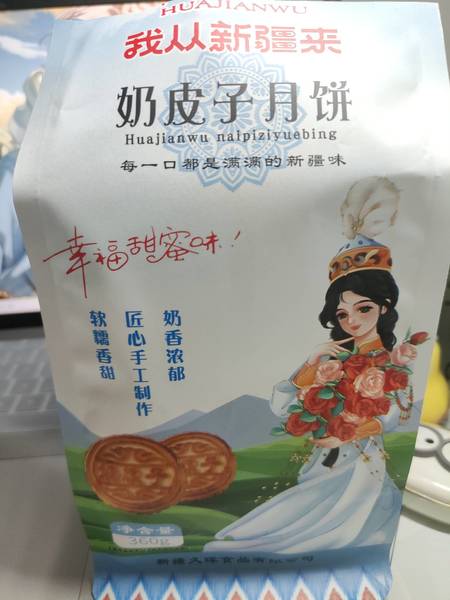 HUAJIANWU
我从新疆来
奶皮子月饼
Huajianwu naipiziyuebing
每一口都是满满的新疆味
幸福甜蜜味!
奶香浓郁
匠心手工制作
软糯香甜
净含量
360g